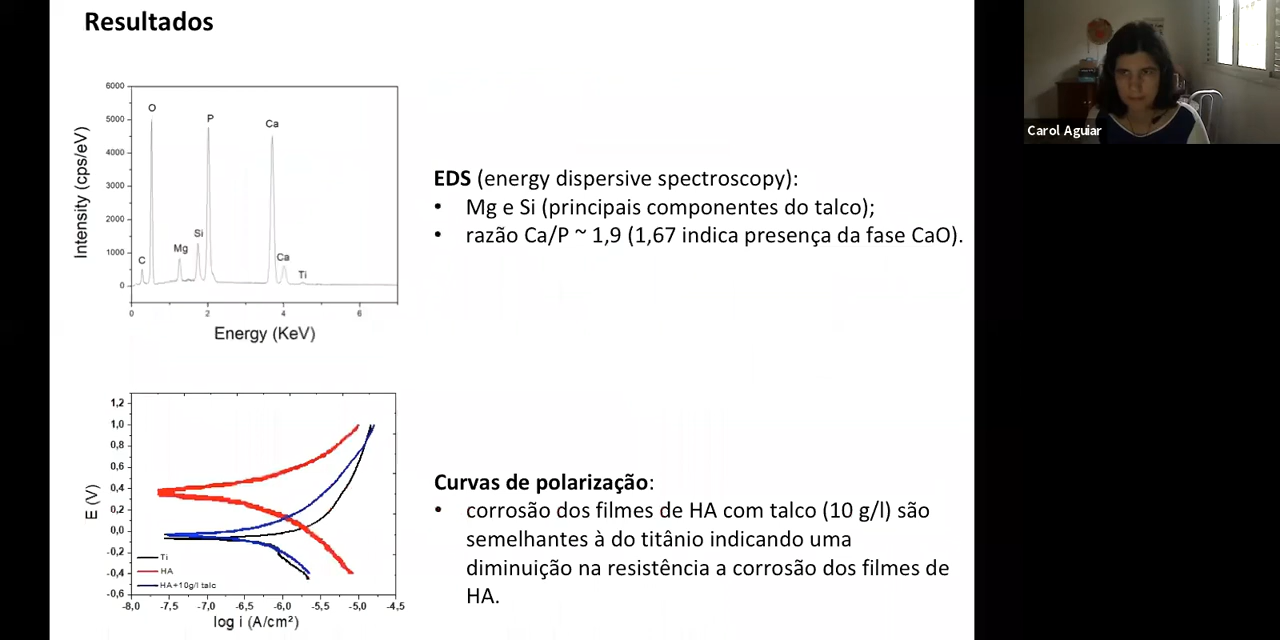 Resultados
6000
5000
4000
3000
2000
1000
0
O
P
Ca
Si
Mg
C
Ca
Ti
0
2
4
6
Intensity (cps/eV)
Energy (KeV)
EDS (energy dispersive spectroscopy):
• Mg e Si (principais componentes do talco);
• razão Ca/P ~ 1,9 (1,67 indica presença da fase CaO).
Carol Aguiar
1,2
1,0
0,8
0,6
0,4
0,2
0,0
-0,2
-0,4
-0,6
E (V)
Ti
HA
HA+10g/l talc
-8,0
-7,5
-7,0
-6,5
-6,0
-5,5
-5,0
-4,5
log i (A/cm²)
Curvas de polarização:
• corrosão dos filmes de HA com talco (10 g/l) são
semelhantes à do titânio indicando uma
diminuição na resistência a corrosão dos filmes de
HA.